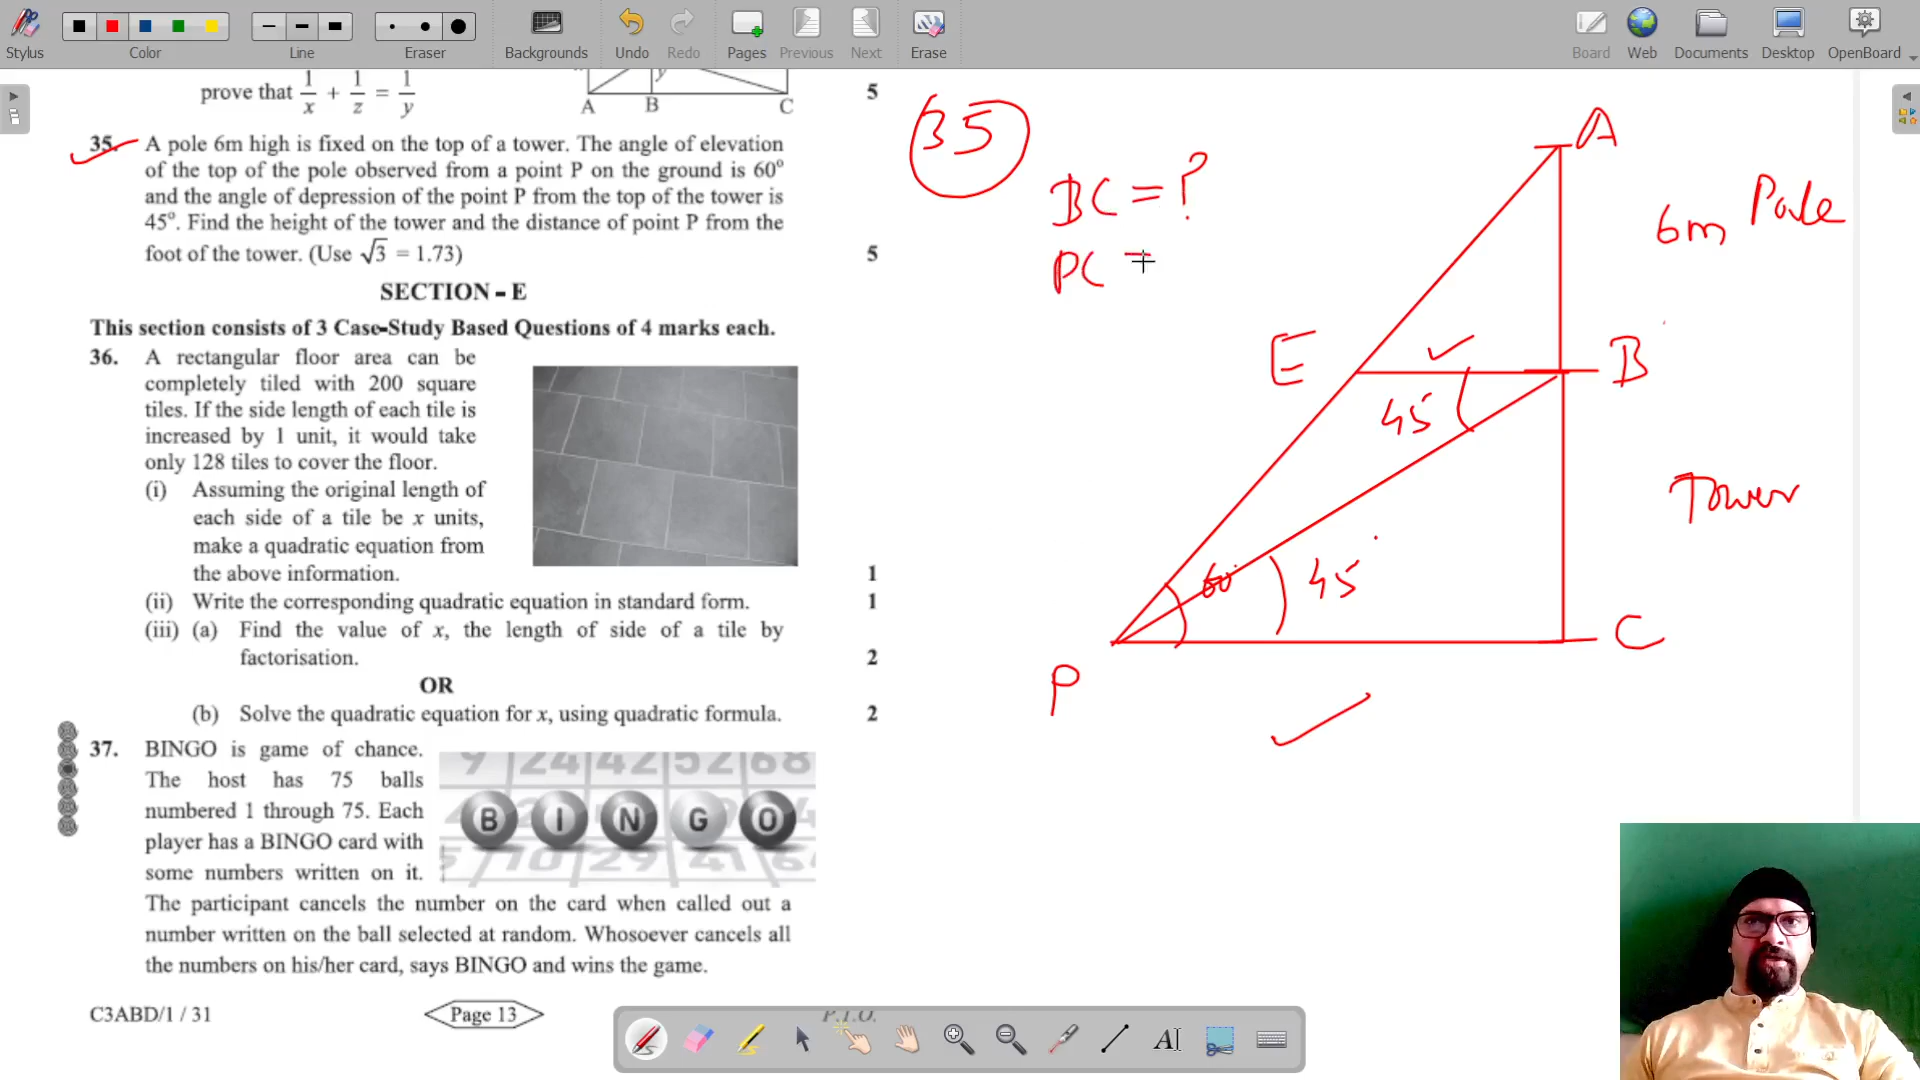 Stylus
Color
Line
Eraser
Backgrounds
Undo
Redo
Pages
Previous
Next
Erase
Board
Web
Documents
Desktop
OpenBoard
prove that 1/x + 1/z = 1/y
y
A B C
5
35. A pole 6m high is fixed on the top of a tower. The angle of elevation
of the top of the pole observed from a point P on the ground is 60°
and the angle of depression of the point P from the top of the tower is
45°. Find the height of the tower and the distance of point P from the
foot of the tower. (Use √3 = 1.73)
5
SECTION – E
This section consists of 3 Case-Study Based Questions of 4 marks each.
36. A rectangular floor area can be
completely tiled with 200 square
tiles. If the side length of each tile is
increased by 1 unit, it would take
only 128 tiles to cover the floor.
(i) Assuming the original length of
each side of a tile be x units,
make a quadratic equation from
the above information.
1
(ii) Write the corresponding quadratic equation in standard form.
1
(iii) (a) Find the value of x, the length of side of a tile by
factorisation.
2
OR
(b) Solve the quadratic equation for x, using quadratic formula.
2
37. BINGO is game of chance.
The host has 75 balls
numbered 1 through 75. Each
player has a BINGO card with
some numbers written on it.
9 24 42 52 68
B I N G O
10 29 41
The participant cancels the number on the card when called out a
number written on the ball selected at random. Whosoever cancels all
the numbers on his/her card, says BINGO and wins the game.
C3ABD/1 / 31
Page 13
P.T.O.
35
BC = ?
PC =
A
6m Pole
E
B
45
Tower
60
45
C
P
AI